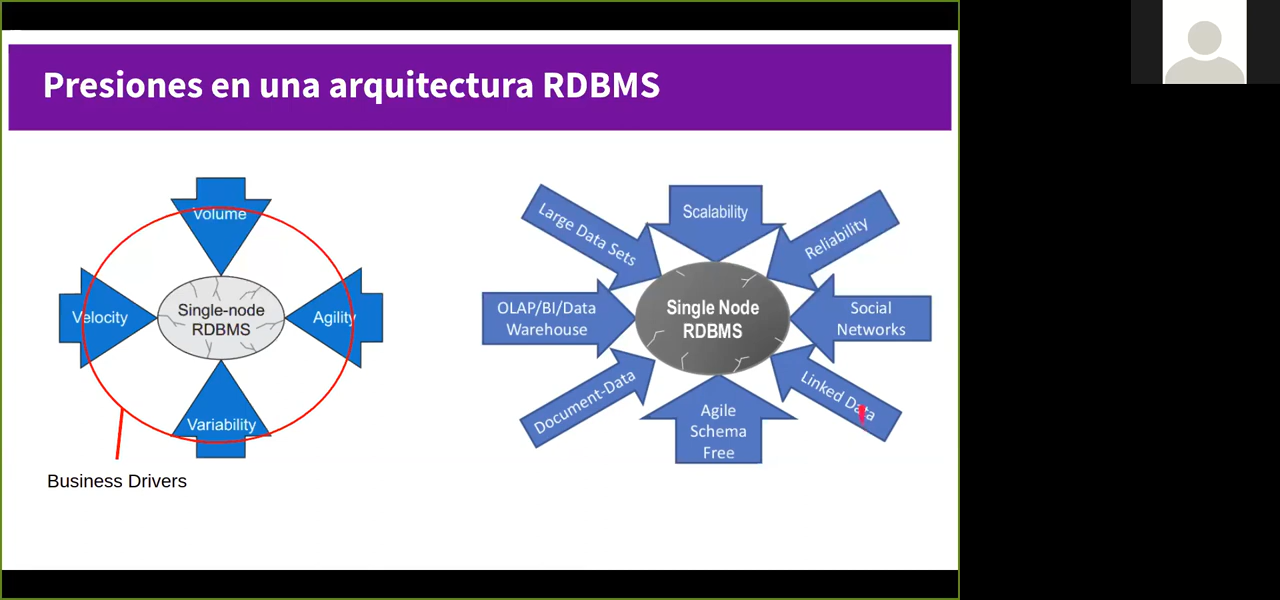 Presiones en una arquitectura RDBMS
Volume
Velocity
Single-node
RDBMS
Agility
Variability
Business Drivers
Large Data Sets
Scalability
Reliability
OLAP/BI/Data
Warehouse
Single Node
RDBMS
Social
Networks
Document-Data
Agile
Schema
Free
Linked Data